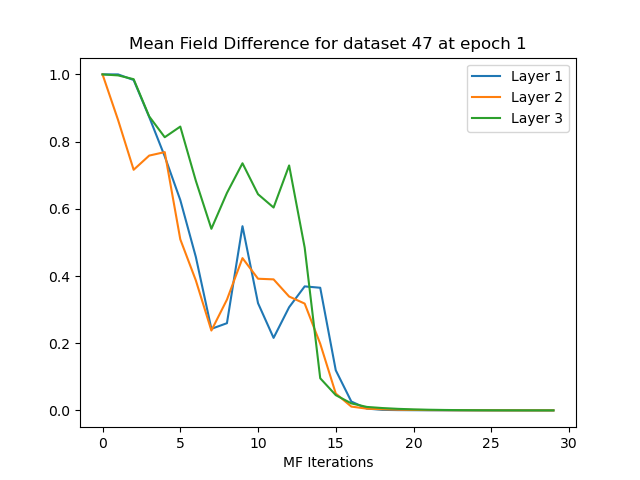 Mean Field Difference for dataset 47 at epoch 1
Layer 1
Layer 2
Layer 3
1.0
0.8
0.6
0.4
0.2
0.0
0 5 10 15 20 25 30
MF Iterations